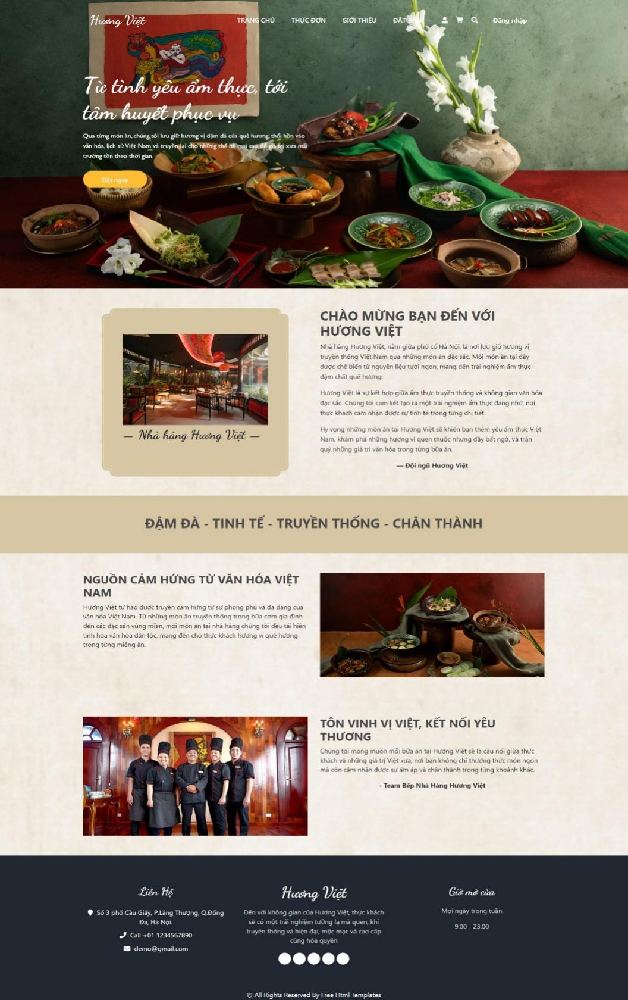 Hương Việt
TRANG CHỦ THỰC ĐƠN GIỚI THIỆU ĐẶT BÀN Đăng nhập
Từ tình yêu ẩm thực, tới
tâm huyết phục vụ
Qua từng món ăn, chúng tôi lưu giữ hương vị đậm đà của quê hương, thổi hồn vào
văn hóa, lịch sử Việt Nam và truyền lại cho những thế hệ mai sau, để giá trị xưa mãi
trường tồn theo thời gian.
Đặt ngay
CHÀO MỪNG BẠN ĐẾN VỚI
HƯƠNG VIỆT
Nhà hàng Hương Việt, nằm giữa phố cổ Hà Nội, là nơi lưu giữ hương vị
truyền thống Việt Nam qua những món ăn đặc sắc. Mỗi món ăn tại đây
được chế biến từ nguyên liệu tươi ngon, mang đến trải nghiệm ẩm thực
đậm chất quê hương.
Hương Việt là sự kết hợp giữa ẩm thực truyền thống và không gian văn hóa
đặc sắc. Chúng tôi cam kết tạo ra một trải nghiệm ẩm thực đáng nhớ, nơi
thực khách cảm nhận được sự tinh tế trong từng chi tiết.
Hy vọng những món ăn tại Hương Việt sẽ khiến bạn thêm yêu ẩm thực Việt
Nam, khám phá những hương vị quen thuộc nhưng đầy bất ngờ, và trân
quý những giá trị văn hóa trong từng bữa ăn.
— Đội ngũ Hương Việt
— Nhà hàng Hương Việt —
ĐẬM ĐÀ - TINH TẾ - TRUYỀN THỐNG - CHÂN THÀNH
NGUỒN CẢM HỨNG TỪ VĂN HÓA VIỆT
NAM
Hương Việt tự hào được truyền cảm hứng từ sự phong phú và đa dạng của
văn hóa Việt Nam. Từ những món ăn truyền thống trong bữa cơm gia đình
đến các đặc sản vùng miền, mỗi món ăn tại nhà hàng chúng tôi đều tái hiện
tinh hoa văn hóa dân tộc, mang đến cho thực khách hương vị quê hương
trong từng miếng ăn.
TÔN VINH VỊ VIỆT, KẾT NỐI YÊU
THƯƠNG
Chúng tôi mong muốn mỗi bữa ăn tại Hương Việt sẽ là cầu nối giữa thực
khách và những giá trị Việt xưa, nơi bạn không chỉ thưởng thức món ngon
mà còn cảm nhận được sự ấm áp và chân thành trong từng khoảnh khắc.
- Team Bếp Nhà Hàng Hương Việt
Liên Hệ
Số 3 phố Cầu Giấy, P.Láng Thượng, Q.Đống
Đa, Hà Nội.
Call +01 1234567890
demo@gmail.com
Hương Việt
Đến với không gian của Hương Việt, thực khách
sẽ có một trải nghiệm tưởng lạ mà quen, khi
truyền thống và hiện đại, mộc mạc và cao cấp
cùng hòa quyện
Giờ mở cửa
Mọi ngày trong tuần
9.00 - 23.00
© All Rights Reserved By Free Html Templates